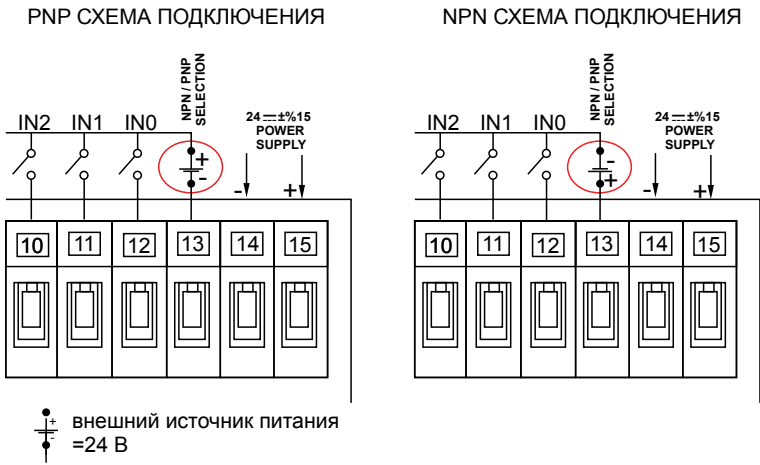 PNP СХЕМА ПОДКЛЮЧЕНИЯ
NPN СХЕМА ПОДКЛЮЧЕНИЯ
NPN / PNP
SELECTION
IN2 IN1 IN0
24 ⎓±%15
POWER
SUPPLY
+
-
- +
10 11 12 13 14 15
NPN / PNP
SELECTION
IN2 IN1 IN0
24 ⎓±%15
POWER
SUPPLY
-
+
- +
10 11 12 13 14 15
+
-
внешний источник питания
=24 В